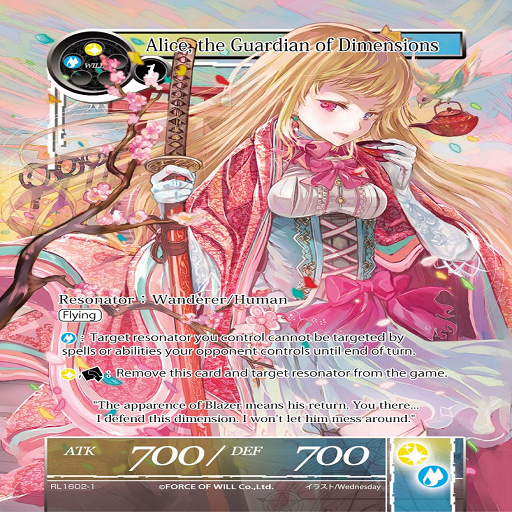 Alice, the Guardian of Dimensions
WILL
1
Resonator : Wanderer/Human
Flying
: Target resonator you control cannot be targeted by
spells or abilities your opponent controls until end of turn.
, : Remove this card and target resonator from the game.
"The apparence of Blazer means his return. You there...
I defend this dimension. I won't let him mess around."
ATK 700 / DEF 700
RL1602-1 ©FORCE OF WILL Co.,Ltd. イラスト/Wednesday